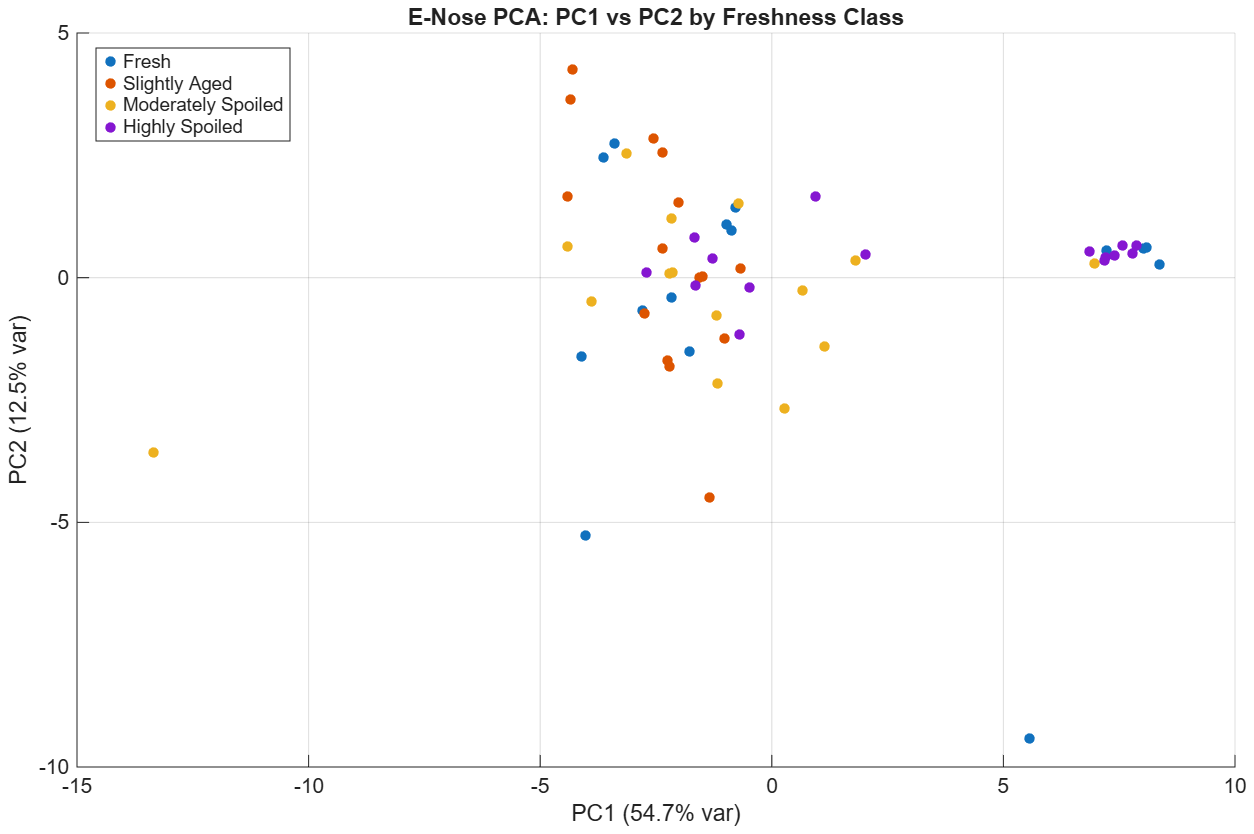 E-Nose PCA: PC1 vs PC2 by Freshness Class
5
Fresh
Slightly Aged
Moderately Spoiled
Highly Spoiled
0
PC2 (12.5% var)
-5
-10
-15 -10 -5 0 5 10
PC1 (54.7% var)